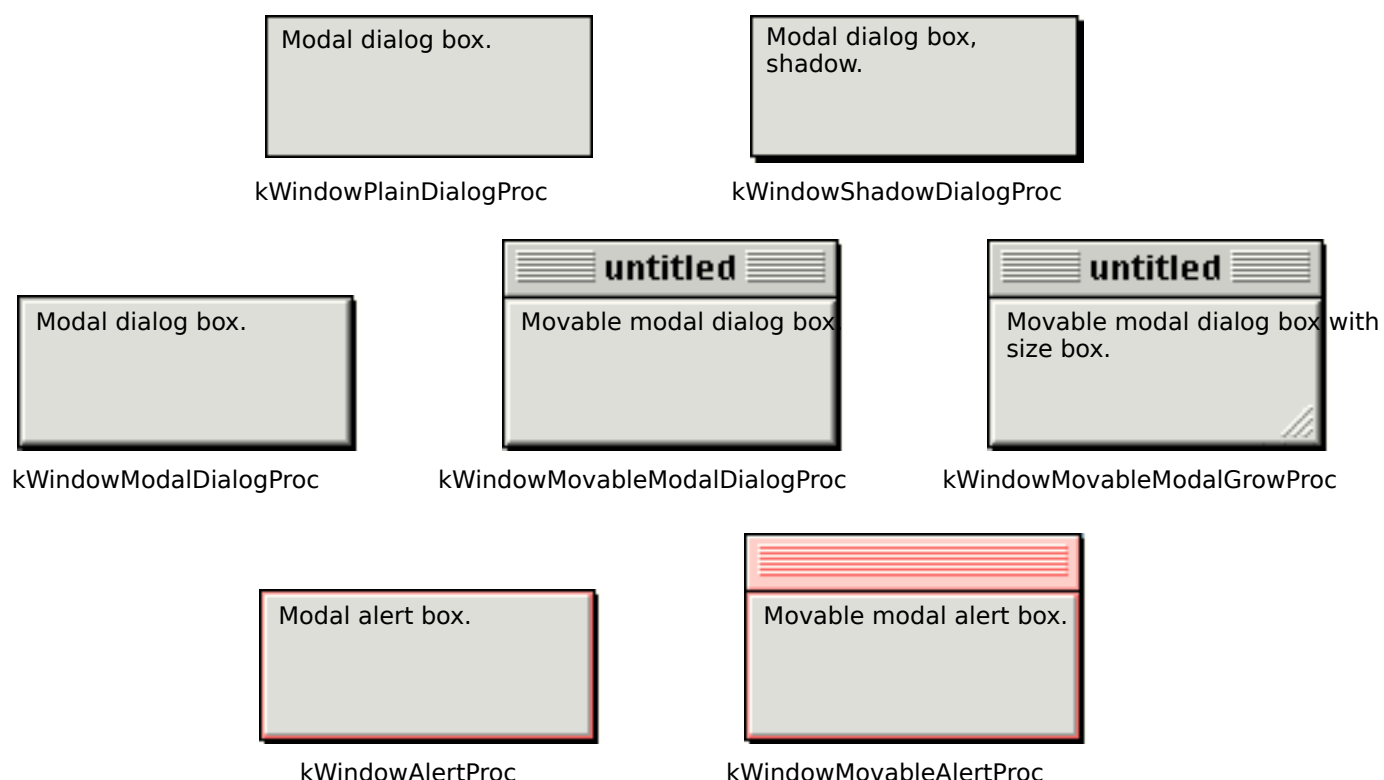 Modal dialog box.
Modal dialog box,
shadow.
kWindowPlainDialogProc
kWindowShadowDialogProc
untitled
untitled
Modal dialog box.
Movable modal dialog box.
Movable modal dialog box with
size box.
kWindowModalDialogProc
kWindowMovableModalDialogProc
kWindowMovableModalGrowProc
Modal alert box.
Movable modal alert box.
kWindowAlertProc
kWindowMovableAlertProc